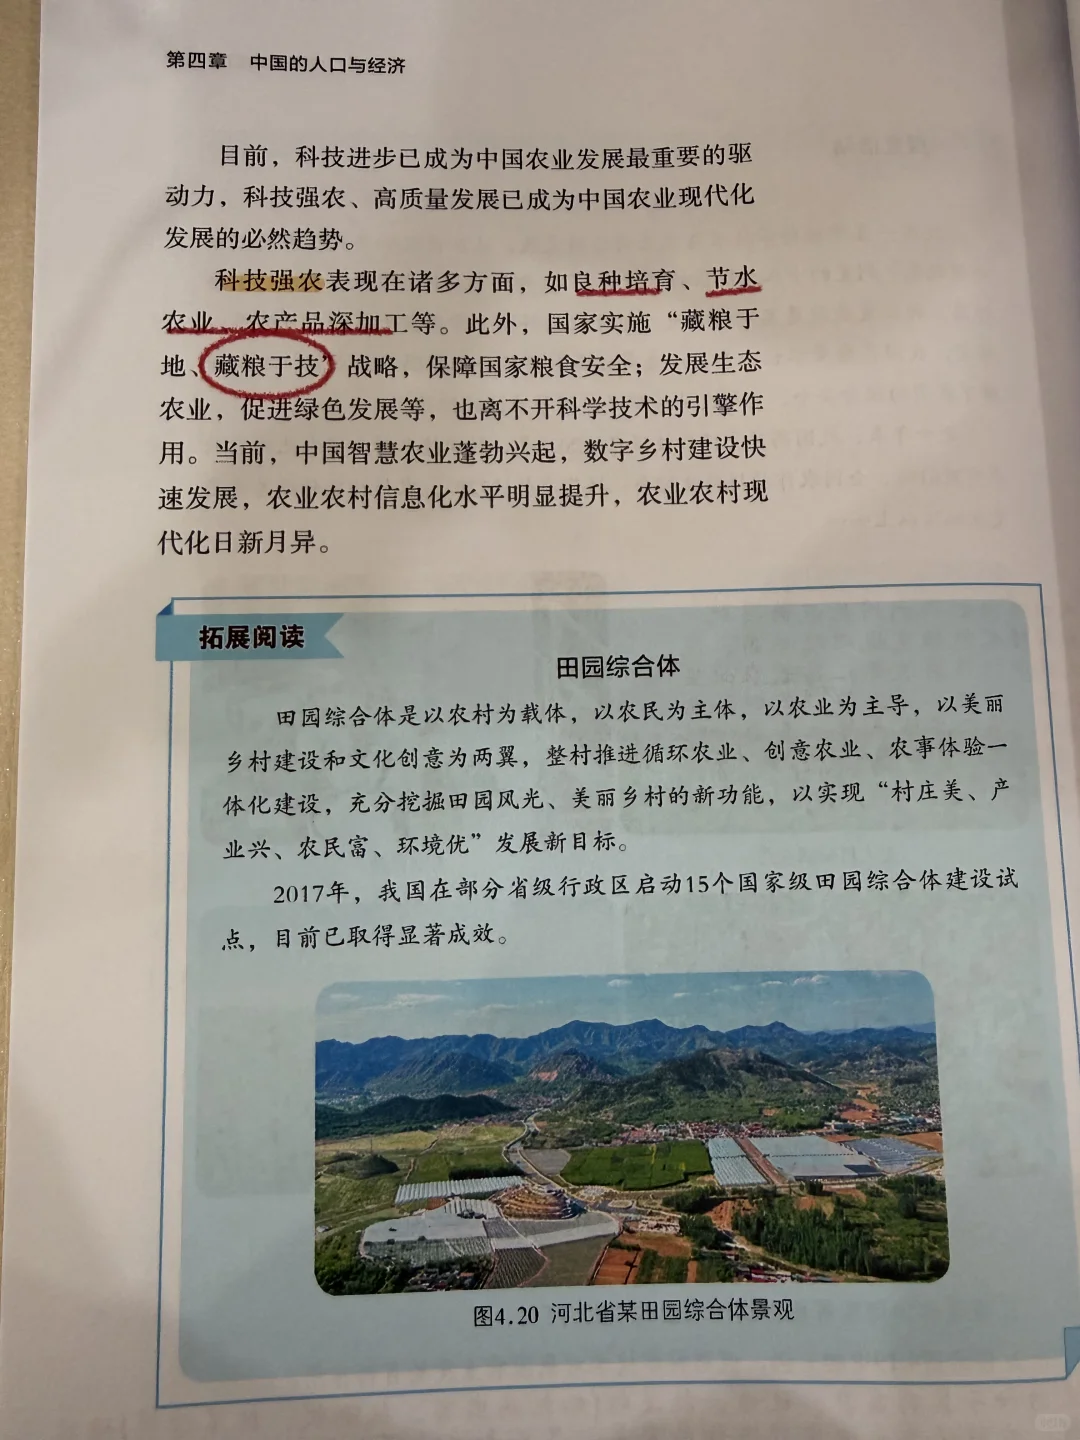 第四章 中国的人口与经济
目前，科技进步已成为中国农业发展最重要的驱
动力，科技强农、高质量发展已成为中国农业现代化
发展的必然趋势。
科技强农表现在诸多方面，如良种培育、节水
农业、农产品深加工等。此外，国家实施“藏粮于
地、藏粮于技”战略，保障国家粮食安全；发展生态
农业，促进绿色发展等，也离不开科学技术的引擎作
用。当前，中国智慧农业蓬勃兴起，数字乡村建设快
速发展，农业农村信息化水平明显提升，农业农村现
代化日新月异。
拓展阅读
田园综合体
田园综合体是以农村为载体，以农民为主体，以农业为主导，以美丽
乡村建设和文化创意为两翼，整村推进循环农业、创意农业、农事体验一
体化建设，充分挖掘田园风光、美丽乡村的新功能，以实现“村庄美、产
业兴、农民富、环境优”发展新目标。
2017年，我国在部分省级行政区启动15个国家级田园综合体建设试
点，目前已取得显著成效。
图4.20 河北省某田园综合体景观